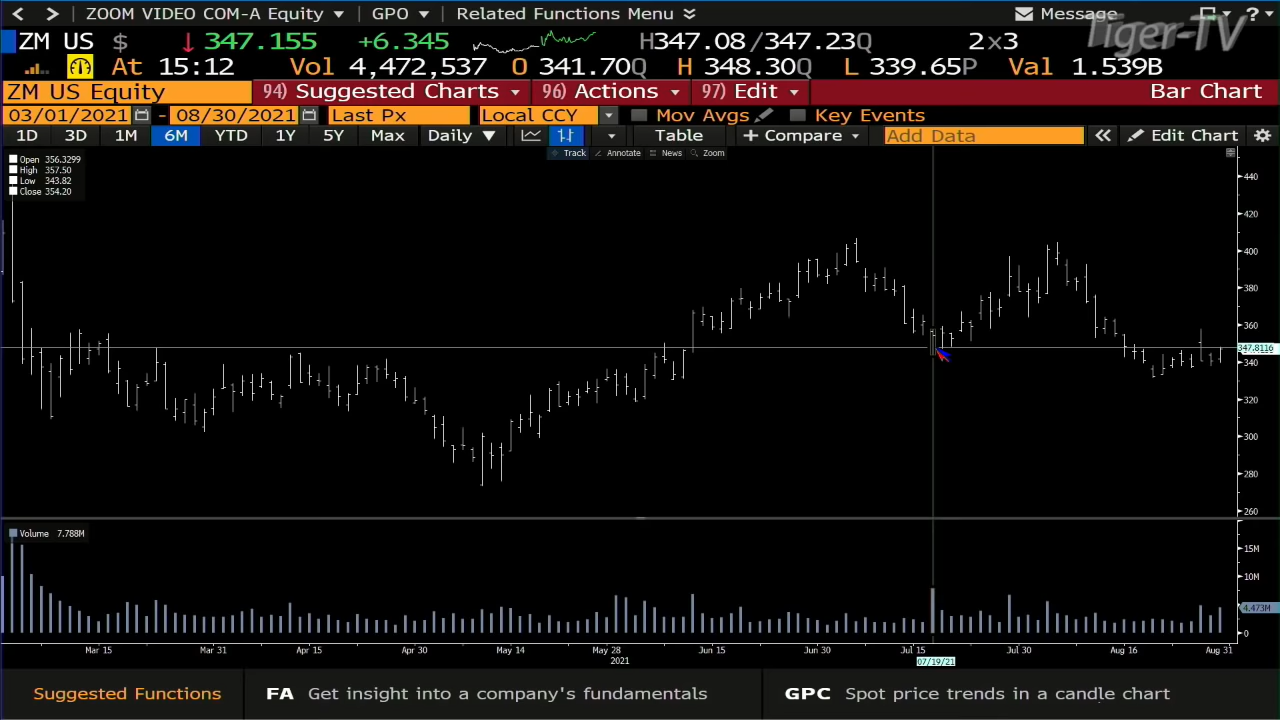 ZOOM VIDEO COM-A Equity GPO Related Functions Menu Message ?
Tiger-TV
ZM US $ ↓ 347.155 +6.345 H347.08/347.23Q 2×3
At 15:12 Vol 4,472,537 O 341.70Q H 348.30Q L 339.65P Val 1.539B
ZM US Equity 94) Suggested Charts 96) Actions 97) Edit Bar Chart
03/01/2021 - 08/30/2021 Last Px Local CCY Mov Avgs Key Events
1D 3D 1M 6M YTD 1Y 5Y Max Daily ▼ Table + Compare Add Data « Edit Chart
Track Annotate News Zoom
Open 356.3299
High 357.50
Low 343.82
Close 354.20
440
420
400
380
360
347.8116
340
320
300
280
260
Volume 7.788M
15M
10M
4.473M
0
Mar 15 Mar 31 Apr 15 Apr 30 May 14 May 28 Jun 15 Jun 30 Jul 15 Jul 30 Aug 16 Aug 31
2021 07/19/21
Suggested Functions FA Get insight into a company's fundamentals GPC Spot price trends in a candle chart